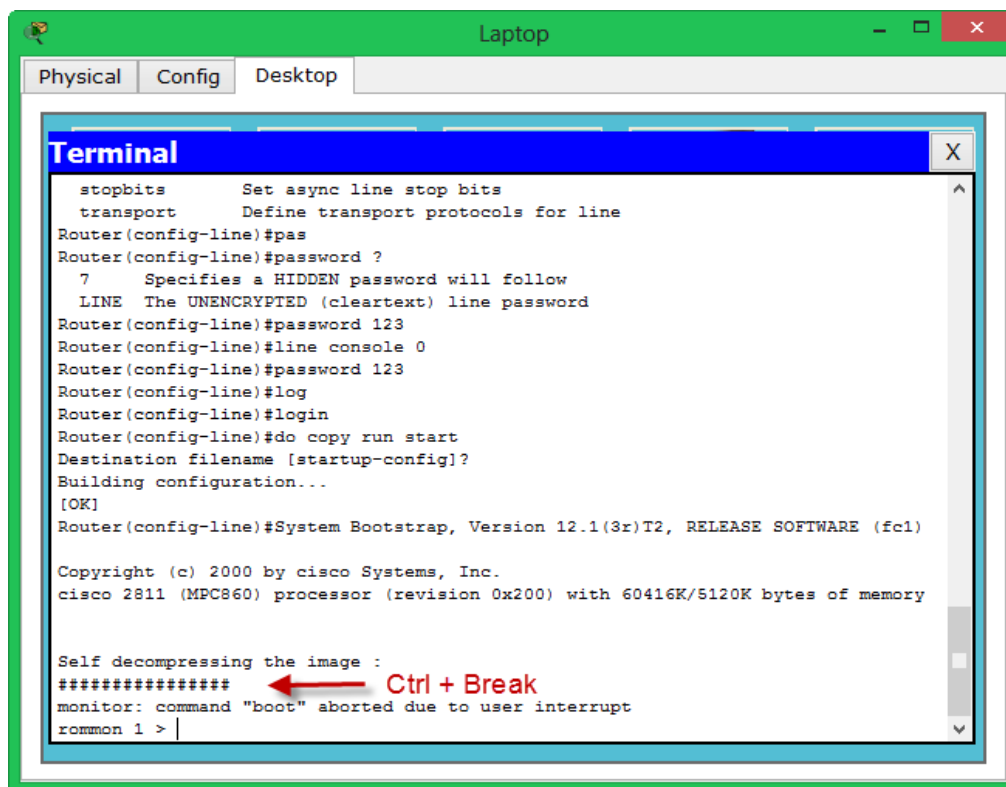 Laptop
Physical Config Desktop
Terminal X
stopbits Set async line stop bits
transport Define transport protocols for line
Router(config-line)#pas
Router(config-line)#password ?
7 Specifies a HIDDEN password will follow
LINE The UNENCRYPTED (cleartext) line password
Router(config-line)#password 123
Router(config-line)#line console 0
Router(config-line)#password 123
Router(config-line)#log
Router(config-line)#login
Router(config-line)#do copy run start
Destination filename [startup-config]?
Building configuration...
[OK]
Router(config-line)#System Bootstrap, Version 12.1(3r)T2, RELEASE SOFTWARE (fc1)
Copyright (c) 2000 by cisco Systems, Inc.
cisco 2811 (MPC860) processor (revision 0x200) with 60416K/5120K bytes of memory
Self decompressing the image :
################ Ctrl + Break
monitor: command "boot" aborted due to user interrupt
rommon 1 >